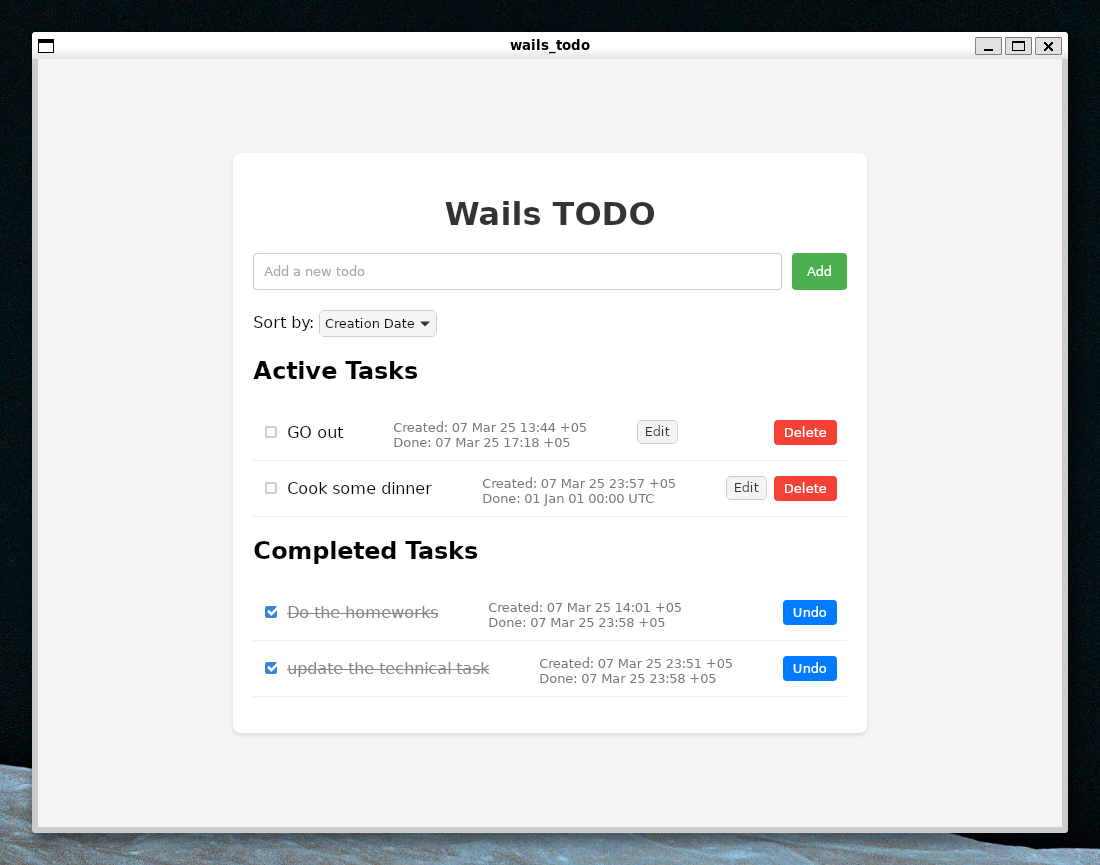 wails_todo
Wails TODO
Add a new todo
Add
Sort by: Creation Date
Active Tasks
GO out
Created: 07 Mar 25 13:44 +05
Done: 07 Mar 25 17:18 +05
Edit
Delete
Cook some dinner
Created: 07 Mar 25 23:57 +05
Done: 01 Jan 01 00:00 UTC
Edit
Delete
Completed Tasks
Do the homeworks
Created: 07 Mar 25 14:01 +05
Done: 07 Mar 25 23:58 +05
Undo
update the technical task
Created: 07 Mar 25 23:51 +05
Done: 07 Mar 25 23:58 +05
Undo